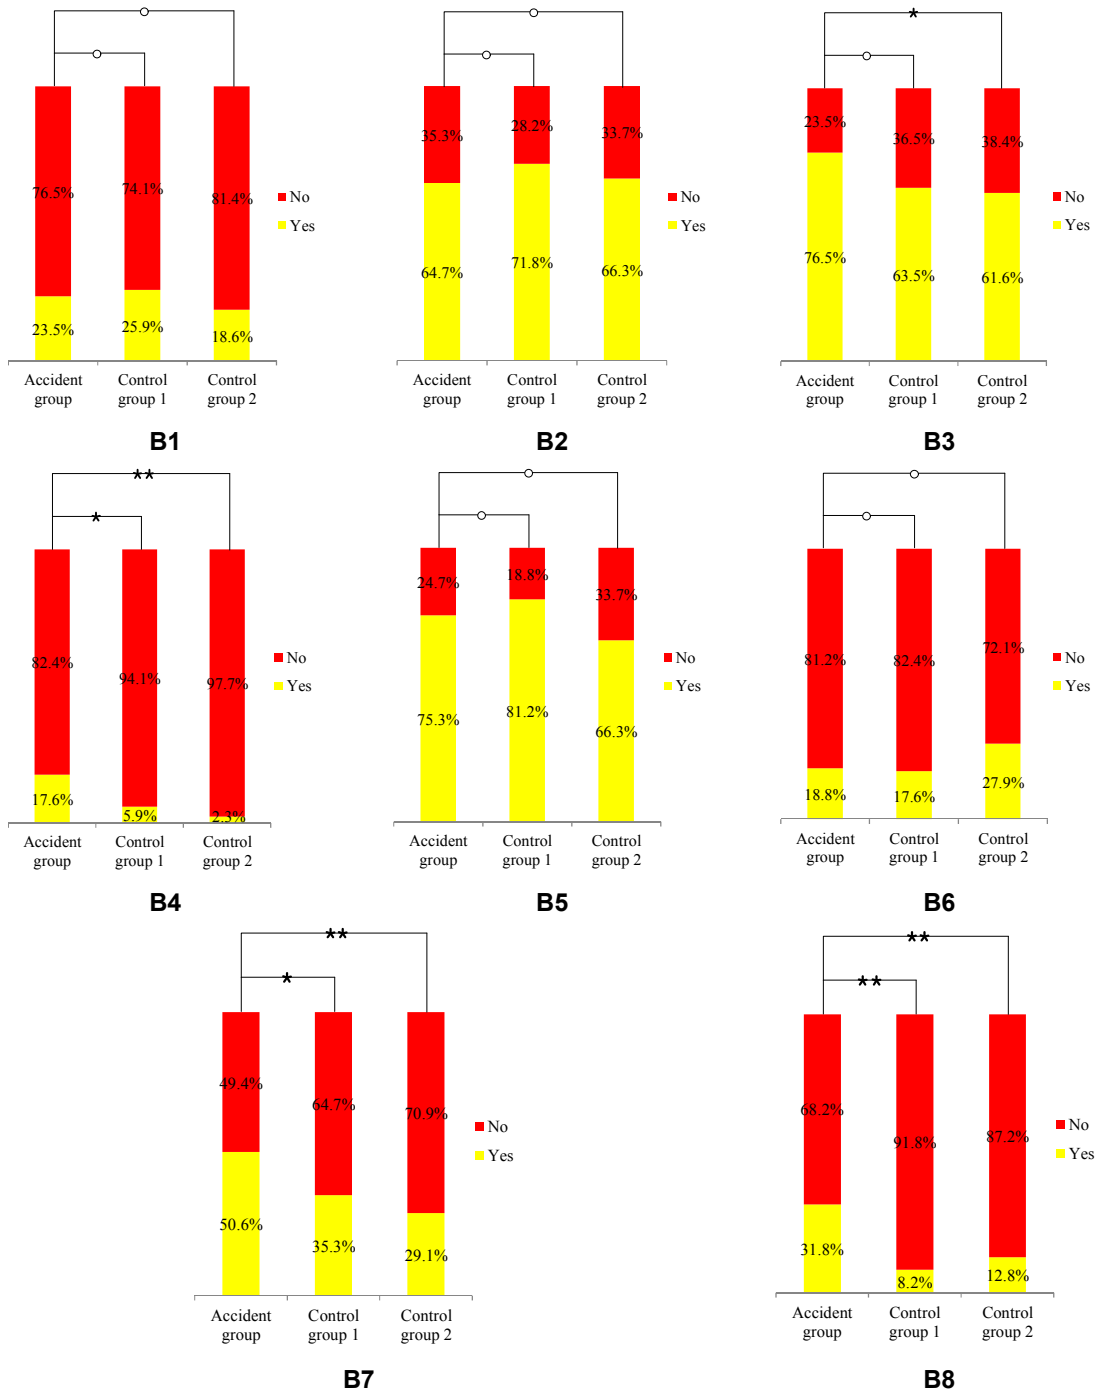 76.5%
74.1%
81.4%
23.5%
25.9%
18.6%
No
Yes
Accident group
Control group 1
Control group 2
B1
35.3%
28.2%
33.7%
64.7%
71.8%
66.3%
No
Yes
Accident group
Control group 1
Control group 2
B2
*
23.5%
36.5%
38.4%
76.5%
63.5%
61.6%
No
Yes
Accident group
Control group 1
Control group 2
B3
**
*
82.4%
94.1%
97.7%
17.6%
5.9%
2.3%
No
Yes
Accident group
Control group 1
Control group 2
B4
24.7%
18.8%
33.7%
75.3%
81.2%
66.3%
No
Yes
Accident group
Control group 1
Control group 2
B5
81.2%
82.4%
72.1%
18.8%
17.6%
27.9%
No
Yes
Accident group
Control group 1
Control group 2
B6
**
*
49.4%
64.7%
70.9%
50.6%
35.3%
29.1%
No
Yes
Accident group
Control group 1
Control group 2
B7
**
**
68.2%
91.8%
87.2%
31.8%
8.2%
12.8%
No
Yes
Accident group
Control group 1
Control group 2
B8